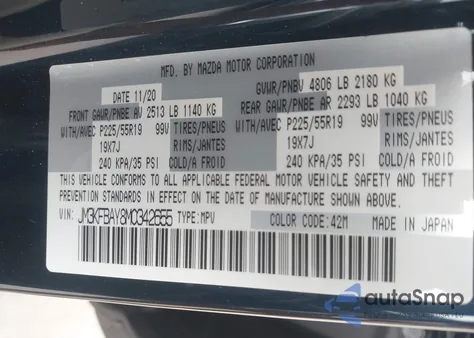 MFD. BY MAZDA MOTOR CORPORATION
DATE 11/20 GVWR/PNBV 4806 LB 2180 KG
FRONT GAWR/PNBE AV 2513 LB 1140 KG REAR GAWR/PNBE AR 2293 LB 1040 KG
WITH/AVEC P225/55R19 99V TIRES/PNEUS WITH/AVEC P225/55R19 99V TIRES/PNEUS
19X7J RIMS/JANTES 19X7J RIMS/JANTES
240 KPA/35 PSI COLD/A FROID 240 KPA/35 PSI COLD/A FROID
THIS VEHICLE CONFORMS TO ALL APPLICABLE FEDERAL MOTOR VEHICLE SAFETY AND THEFT
PREVENTION STANDARDS IN EFFECT ON THE DATE OF MANUFACTURE SHOWN ABOVE.
VIN: JM3KFBAY8M0342655 TYPE: MPV COLOR CODE: 42M MADE IN JAPAN
autoSnap